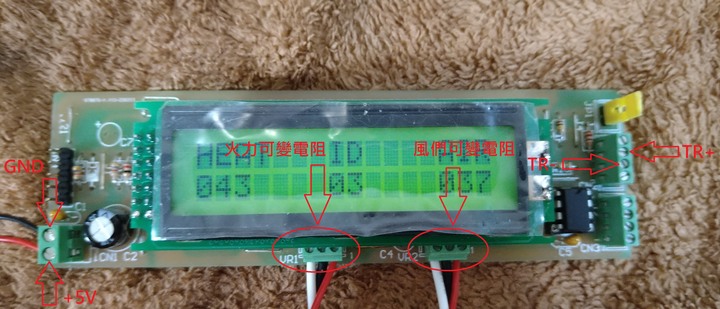 HEAT ID AIR
火力可變電阻
風們可變電阻
043 03 037
GND
TR-
TR+
+5V
CN1 C2
VR1
C4 VR2
C5 CN3